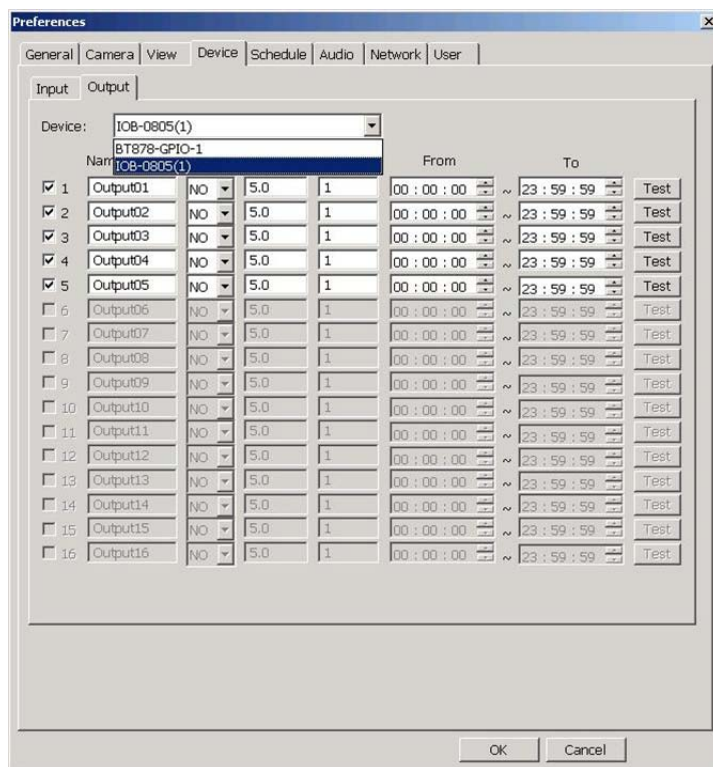 Preferences x
General Camera View Device Schedule Audio Network User
Input Output
Device: IOB-0805(1)
BT878-GPIO-1
IOB-0805(1)
From To
1 Output01 NO 5.0 1 00 : 00 : 00 ~ 23 : 59 : 59 Test
2 Output02 NO 5.0 1 00 : 00 : 00 ~ 23 : 59 : 59 Test
3 Output03 NO 5.0 1 00 : 00 : 00 ~ 23 : 59 : 59 Test
4 Output04 NO 5.0 1 00 : 00 : 00 ~ 23 : 59 : 59 Test
5 Output05 NO 5.0 1 00 : 00 : 00 ~ 23 : 59 : 59 Test
6 Output06 NO 5.0 1 00 : 00 : 00 ~ 23 : 59 : 59 Test
7 Output07 NO 5.0 1 00 : 00 : 00 ~ 23 : 59 : 59 Test
8 Output08 NO 5.0 1 00 : 00 : 00 ~ 23 : 59 : 59 Test
9 Output09 NO 5.0 1 00 : 00 : 00 ~ 23 : 59 : 59 Test
10 Output10 NO 5.0 1 00 : 00 : 00 ~ 23 : 59 : 59 Test
11 Output11 NO 5.0 1 00 : 00 : 00 ~ 23 : 59 : 59 Test
12 Output12 NO 5.0 1 00 : 00 : 00 ~ 23 : 59 : 59 Test
13 Output13 NO 5.0 1 00 : 00 : 00 ~ 23 : 59 : 59 Test
14 Output14 NO 5.0 1 00 : 00 : 00 ~ 23 : 59 : 59 Test
15 Output15 NO 5.0 1 00 : 00 : 00 ~ 23 : 59 : 59 Test
16 Output16 NO 5.0 1 00 : 00 : 00 ~ 23 : 59 : 59 Test
OK Cancel